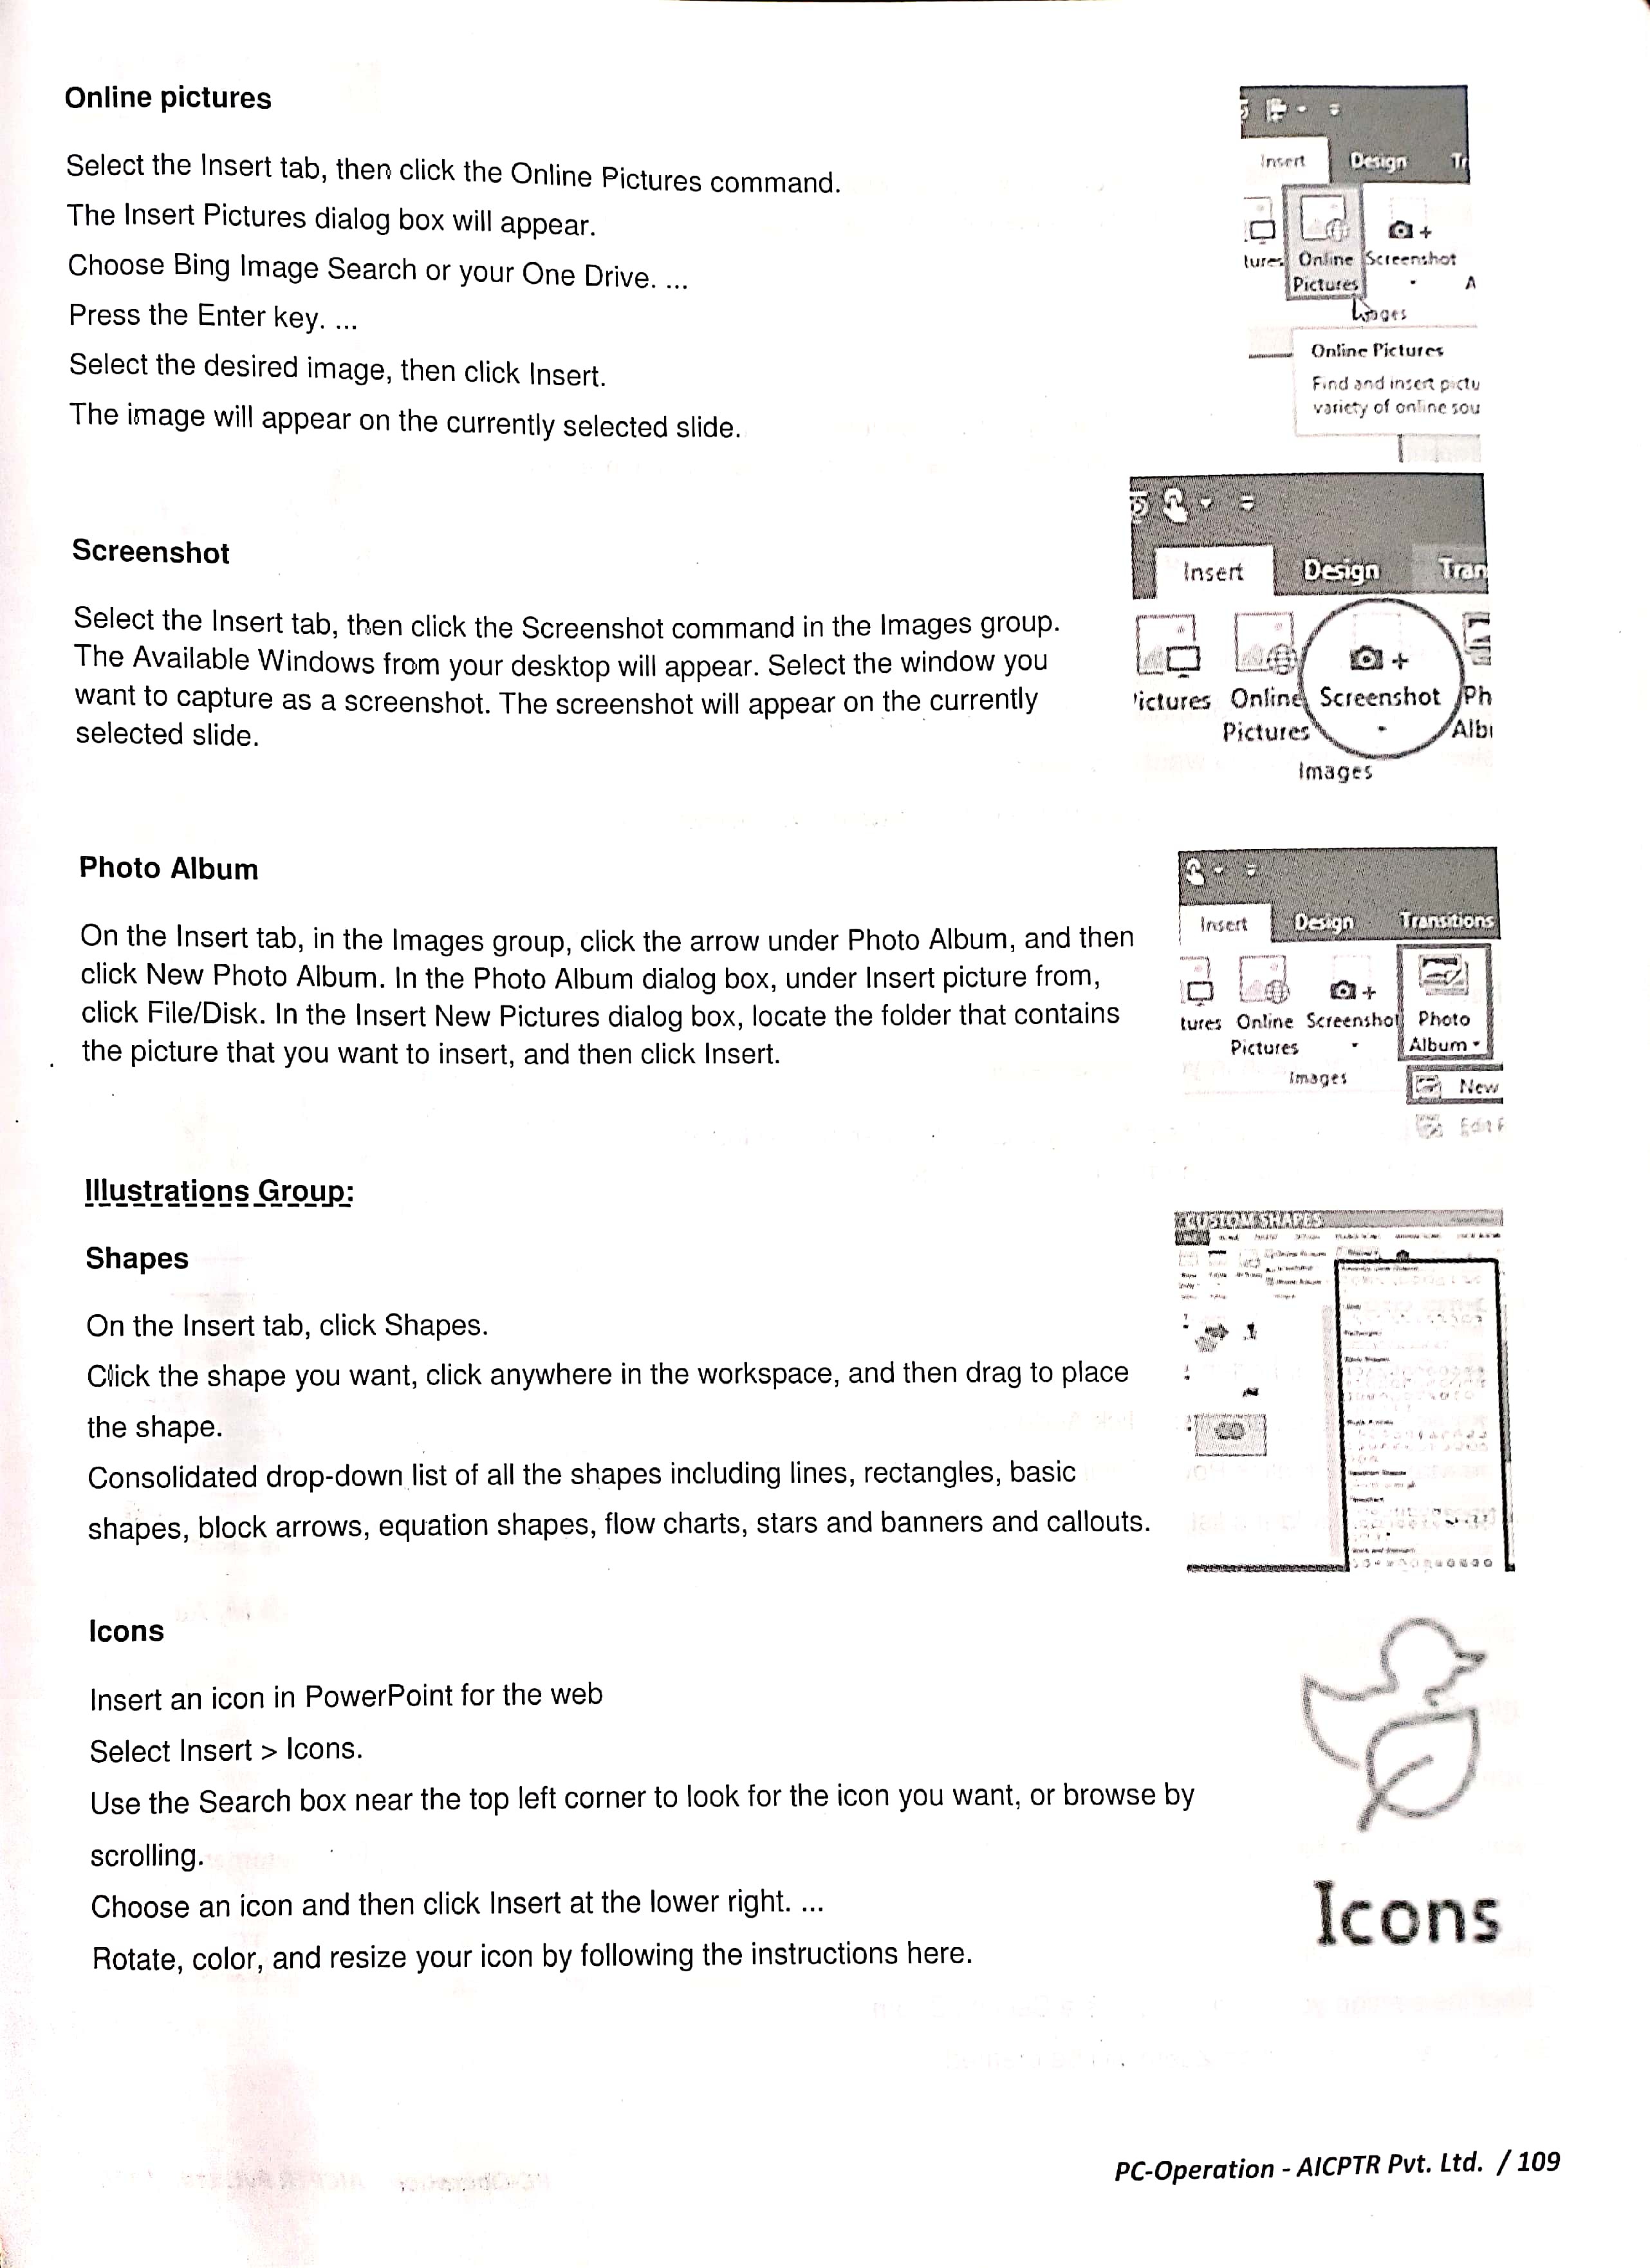 Online pictures
Select the Insert tab, then click the Online Pictures command.
The Insert Pictures dialog box will appear.
Choose Bing Image Search or your One Drive. ...
Press the Enter key. ...
Select the desired image, then click Insert.
The image will appear on the currently selected slide.
Insert Design Tr
tures Online Screenshot
Pictures A
Images
Online Pictures
Find and insert pictu
variety of online sou
Screenshot
Select the Insert tab, then click the Screenshot command in the Images group.
The Available Windows from your desktop will appear. Select the window you
want to capture as a screenshot. The screenshot will appear on the currently
selected slide.
Insert Design Tran
ictures Online Screenshot Ph
Pictures Albu
Images
Photo Album
On the Insert tab, in the Images group, click the arrow under Photo Album, and then
click New Photo Album. In the Photo Album dialog box, under Insert picture from,
click File/Disk. In the Insert New Pictures dialog box, locate the folder that contains
the picture that you want to insert, and then click Insert.
Insert Design Transitions
tures Online Screenshot Photo
Pictures Album
Images
New
Edit P
Illustrations Group:
Shapes
On the Insert tab, click Shapes.
Click the shape you want, click anywhere in the workspace, and then drag to place
the shape.
Consolidated drop-down list of all the shapes including lines, rectangles, basic
shapes, block arrows, equation shapes, flow charts, stars and banners and callouts.
CUSTOM SHAPES
Icons
Insert an icon in PowerPoint for the web
Select Insert > Icons.
Use the Search box near the top left corner to look for the icon you want, or browse by
scrolling.
Choose an icon and then click Insert at the lower right. ...
Rotate, color, and resize your icon by following the instructions here.
Icons
PC-Operation - AICPTR Pvt. Ltd. / 109